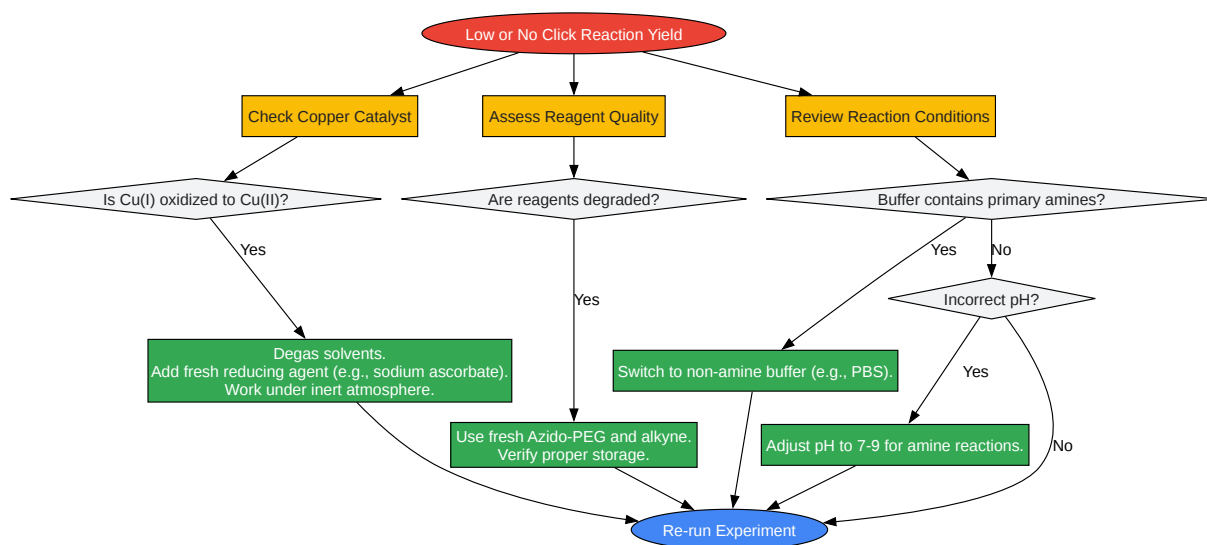 Low or No Click Reaction Yield
Check Copper Catalyst
Assess Reagent Quality
Review Reaction Conditions
Is Cu(I) oxidized to Cu(II)?
Are reagents degraded?
Buffer contains primary amines?
Yes
Yes
No
Yes
Incorrect pH?
Degas solvents.
Add fresh reducing agent (e.g., sodium ascorbate).
Work under inert atmosphere.
Switch to non-amine buffer (e.g., PBS).
Yes
No
Use fresh Azido-PEG and alkyne.
Verify proper storage.
Adjust pH to 7-9 for amine reactions.
Re-run Experiment